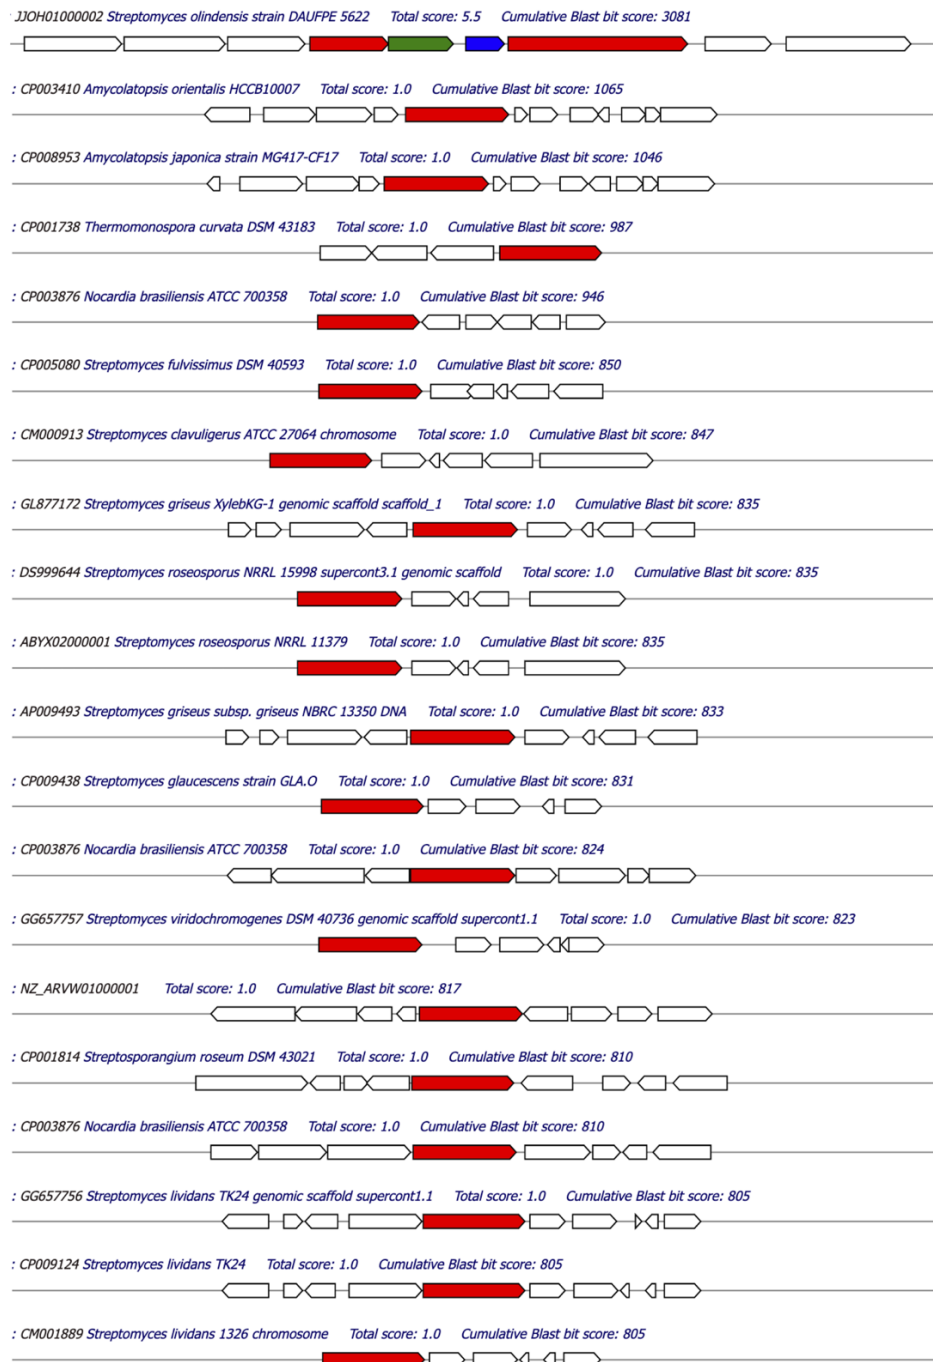 JJOH01000002 Streptomyces olindensis strain DAUFPE 5622 Total score: 5.5 Cumulative Blast bit score: 3081
: CP003410 Amycolatopsis orientalis HCCB10007 Total score: 1.0 Cumulative Blast bit score: 1065
: CP008953 Amycolatopsis japonica strain MG417-CF17 Total score: 1.0 Cumulative Blast bit score: 1046
: CP001738 Thermomonospora curvata DSM 43183 Total score: 1.0 Cumulative Blast bit score: 987
: CP003876 Nocardia brasiliensis ATCC 700358 Total score: 1.0 Cumulative Blast bit score: 946
: CP005080 Streptomyces fulvissimus DSM 40593 Total score: 1.0 Cumulative Blast bit score: 850
: CM000913 Streptomyces clavuligerus ATCC 27064 chromosome Total score: 1.0 Cumulative Blast bit score: 847
: GL877172 Streptomyces griseus XylebKG-1 genomic scaffold scaffold_1 Total score: 1.0 Cumulative Blast bit score: 835
: DS999644 Streptomyces roseosporus NRRL 15998 supercont3.1 genomic scaffold Total score: 1.0 Cumulative Blast bit score: 835
: ABYX02000001 Streptomyces roseosporus NRRL 11379 Total score: 1.0 Cumulative Blast bit score: 835
: AP009493 Streptomyces griseus subsp. griseus NBRC 13350 DNA Total score: 1.0 Cumulative Blast bit score: 833
: CP009438 Streptomyces glaucescens strain GLA.O Total score: 1.0 Cumulative Blast bit score: 831
: CP003876 Nocardia brasiliensis ATCC 700358 Total score: 1.0 Cumulative Blast bit score: 824
: GG657757 Streptomyces viridochromogenes DSM 40736 genomic scaffold supercont1.1 Total score: 1.0 Cumulative Blast bit score: 823
: NZ_ARVW01000001 Total score: 1.0 Cumulative Blast bit score: 817
: CP001814 Streptosporangium roseum DSM 43021 Total score: 1.0 Cumulative Blast bit score: 810
: CP003876 Nocardia brasiliensis ATCC 700358 Total score: 1.0 Cumulative Blast bit score: 810
: GG657756 Streptomyces lividans TK24 genomic scaffold supercont1.1 Total score: 1.0 Cumulative Blast bit score: 805
: CP009124 Streptomyces lividans TK24 Total score: 1.0 Cumulative Blast bit score: 805
: CM001889 Streptomyces lividans 1326 chromosome Total score: 1.0 Cumulative Blast bit score: 805